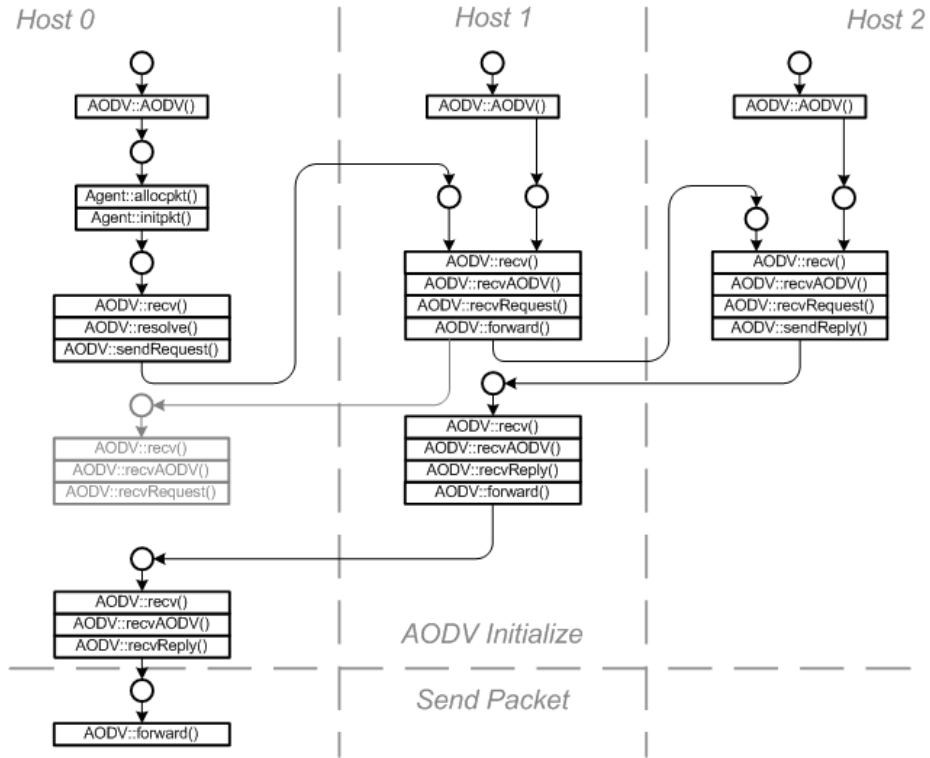 Host 0
Host 1
Host 2
AODV::AODV()
AODV::AODV()
AODV::AODV()
Agent::allocpkt()
Agent::initpkt()
AODV::recv()
AODV::resolve()
AODV::sendRequest()
AODV::recv()
AODV::recvAODV()
AODV::recvRequest()
AODV::forward()
AODV::recv()
AODV::recvAODV()
AODV::recvRequest()
AODV::sendReply()
AODV::recv()
AODV::recvAODV()
AODV::recvRequest()
AODV::recv()
AODV::recvAODV()
AODV::recvReply()
AODV::forward()
AODV::recv()
AODV::recvAODV()
AODV::recvReply()
AODV Initialize
Send Packet
AODV::forward()